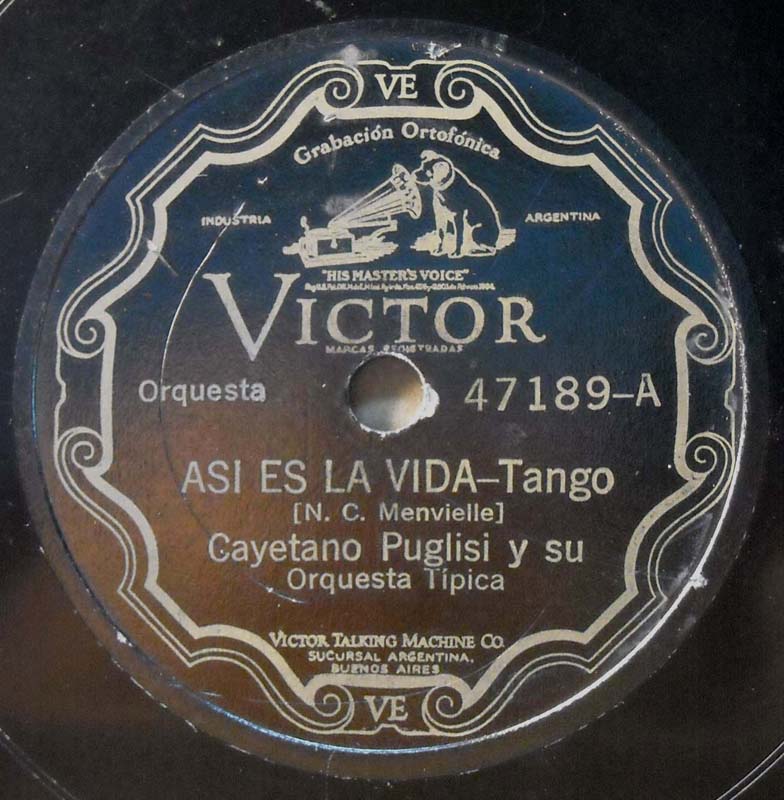 VE
Grabación Ortofónica
INDUSTRIA
ARGENTINA
"HIS MASTER'S VOICE"
VICTOR
MARCAS REGISTRADAS
Orquesta
47189-A
ASI ES LA VIDA-Tango
[N. C. Menvielle]
Cayetano Puglisi y su
Orquesta Típica
VICTOR TALKING MACHINE CO.
SUCURSAL ARGENTINA,
BUENOS AIRES
VE